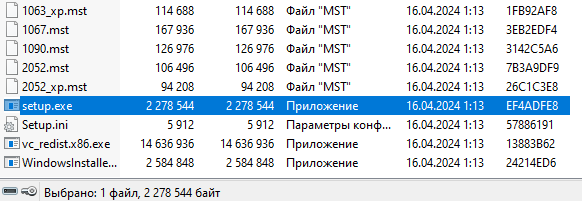 1063_xp.mst 114 688 114 688 Файл "MST" 16.04.2024 1:13 1FB92AF8
1067.mst 167 936 167 936 Файл "MST" 16.04.2024 1:13 3EB2EDF4
1090.mst 126 976 126 976 Файл "MST" 16.04.2024 1:13 3142C5A6
2052.mst 106 496 106 496 Файл "MST" 16.04.2024 1:13 7B3A9DF9
2052_xp.mst 94 208 94 208 Файл "MST" 16.04.2024 1:13 26C1C3E8
setup.exe 2 278 544 2 278 544 Приложение 16.04.2024 1:13 EF4ADFE8
Setup.ini 5 912 5 912 Параметры конф... 16.04.2024 1:13 57886191
vc_redist.x86.exe 14 636 936 14 636 936 Приложение 16.04.2024 1:13 13883B62
WindowsInstalle... 2 584 848 2 584 848 Приложение 16.04.2024 1:13 24214ED6
Выбрано: 1 файл, 2 278 544 байт